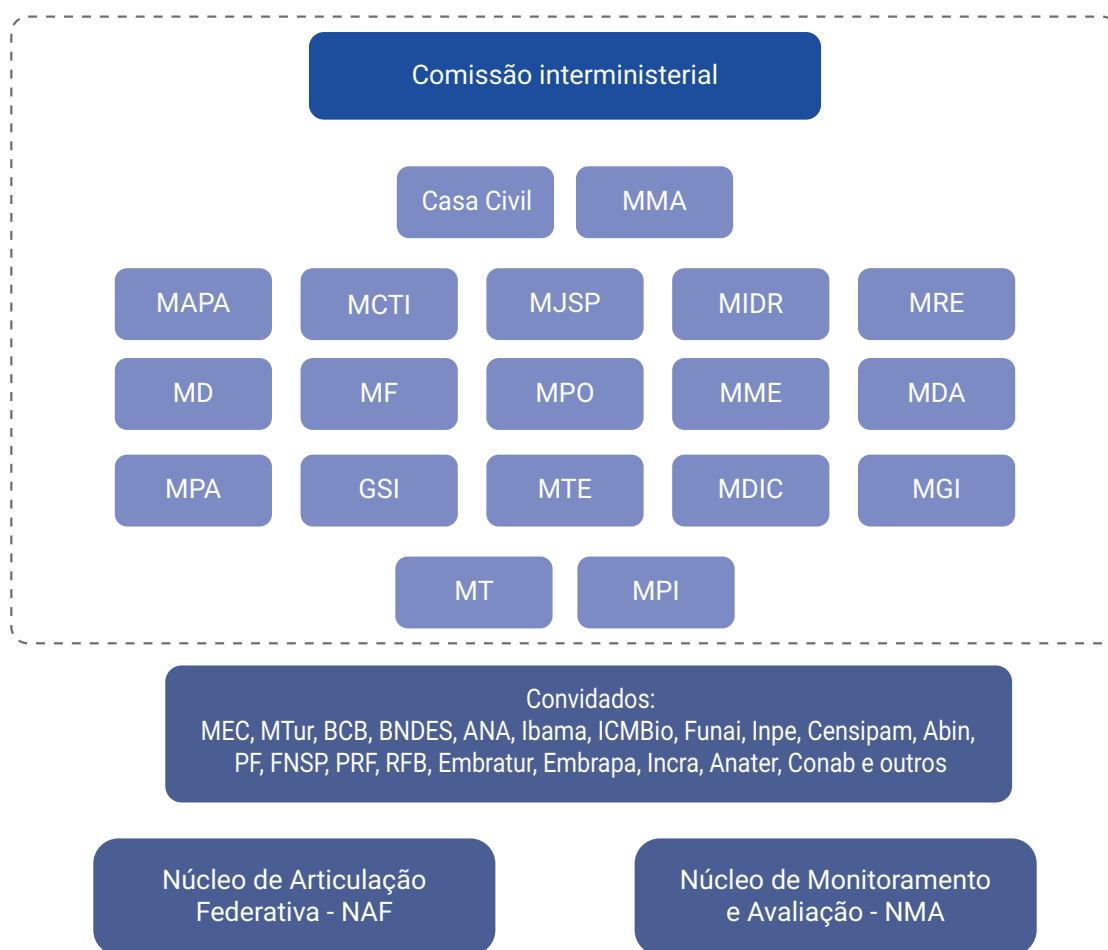 Comissão interministerial
Casa Civil
MMA
MAPA
MCTI
MJSP
MIDR
MRE
MD
MF
MPO
MME
MDA
MPA
GSI
MTE
MDIC
MGI
MT
MPI
Convidados:
MEC, MTur, BCB, BNDES, ANA, Ibama, ICMBio, Funai, Inpe, Censipam, Abin,
PF, FNSP, PRF, RFB, Embratur, Embrapa, Incra, Anater, Conab e outros
Núcleo de Articulação
Federativa - NAF
Núcleo de Monitoramento
e Avaliação - NMA